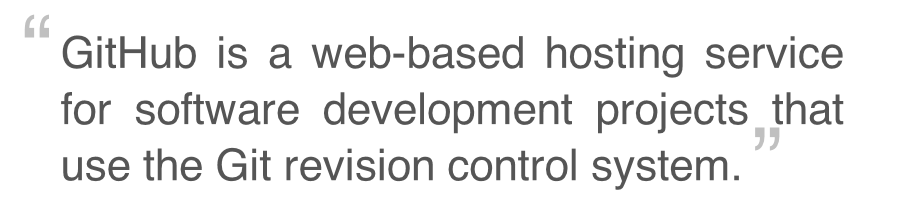 “GitHub is a web-based hosting service
for software development projects that
use the Git revision control system.”